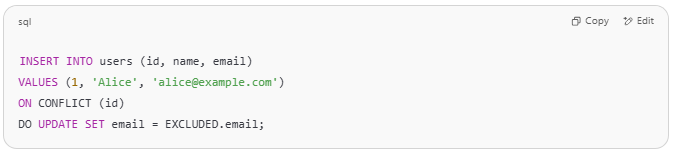 sql
Copy
Edit
INSERT INTO users (id, name, email)
VALUES (1, 'Alice', 'alice@example.com')
ON CONFLICT (id)
DO UPDATE SET email = EXCLUDED.email;